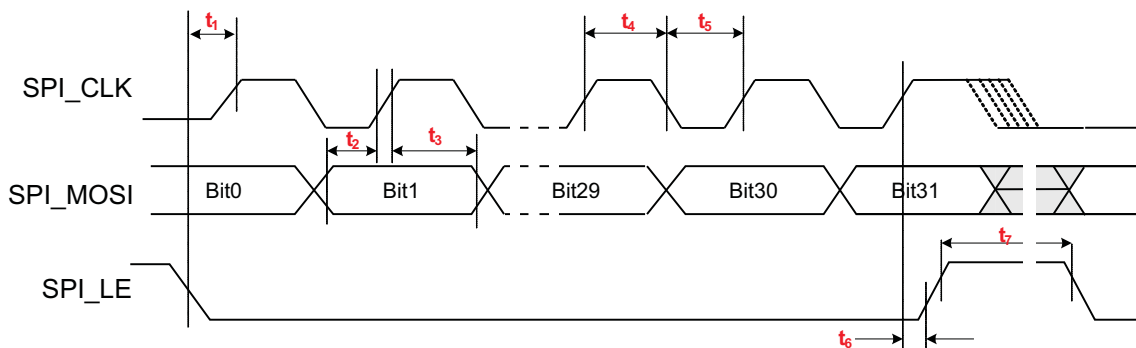 t1
t4
t5
SPI_CLK
t2
t3
SPI_MOSI
Bit0
Bit1
Bit29
Bit30
Bit31
t7
SPI_LE
t6